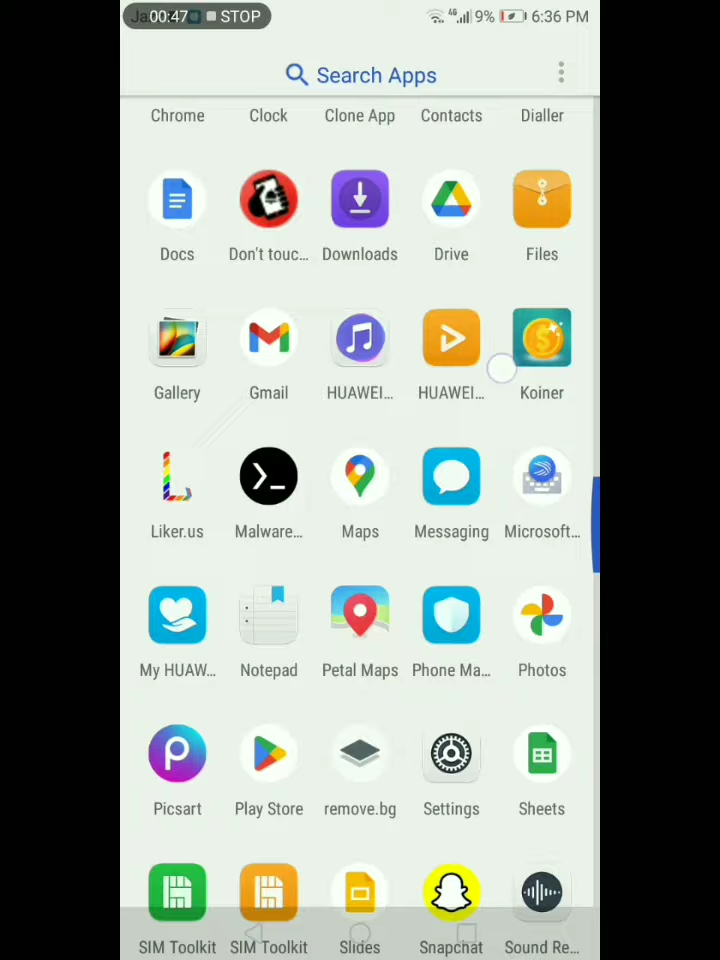 00:47 STOP
4G 9% 6:36 PM
Search Apps
Chrome Clock Clone App Contacts Dialler
Docs Don't touc... Downloads Drive Files
Gallery Gmail HUAWEI... HUAWEI... Koiner
Liker.us Malware... Maps Messaging Microsoft...
My HUAW... Notepad Petal Maps Phone Ma... Photos
Picsart Play Store remove.bg Settings Sheets
SIM Toolkit SIM Toolkit Slides Snapchat Sound Re...